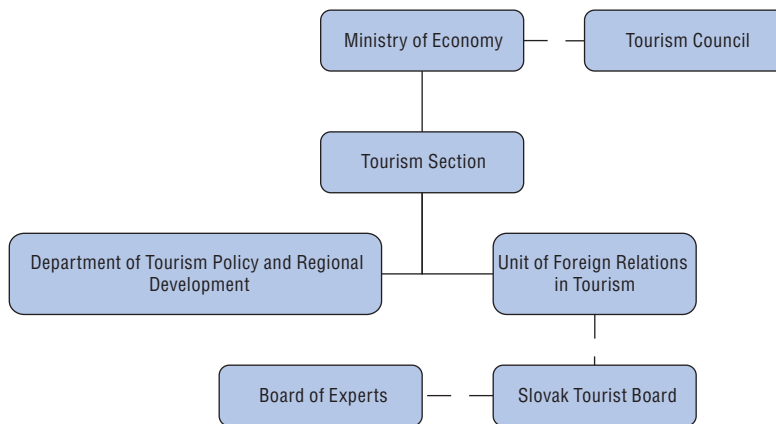 Ministry of Economy
Tourism Council
Tourism Section
Department of Tourism Policy and Regional
Development
Unit of Foreign Relations
in Tourism
Board of Experts
Slovak Tourist Board